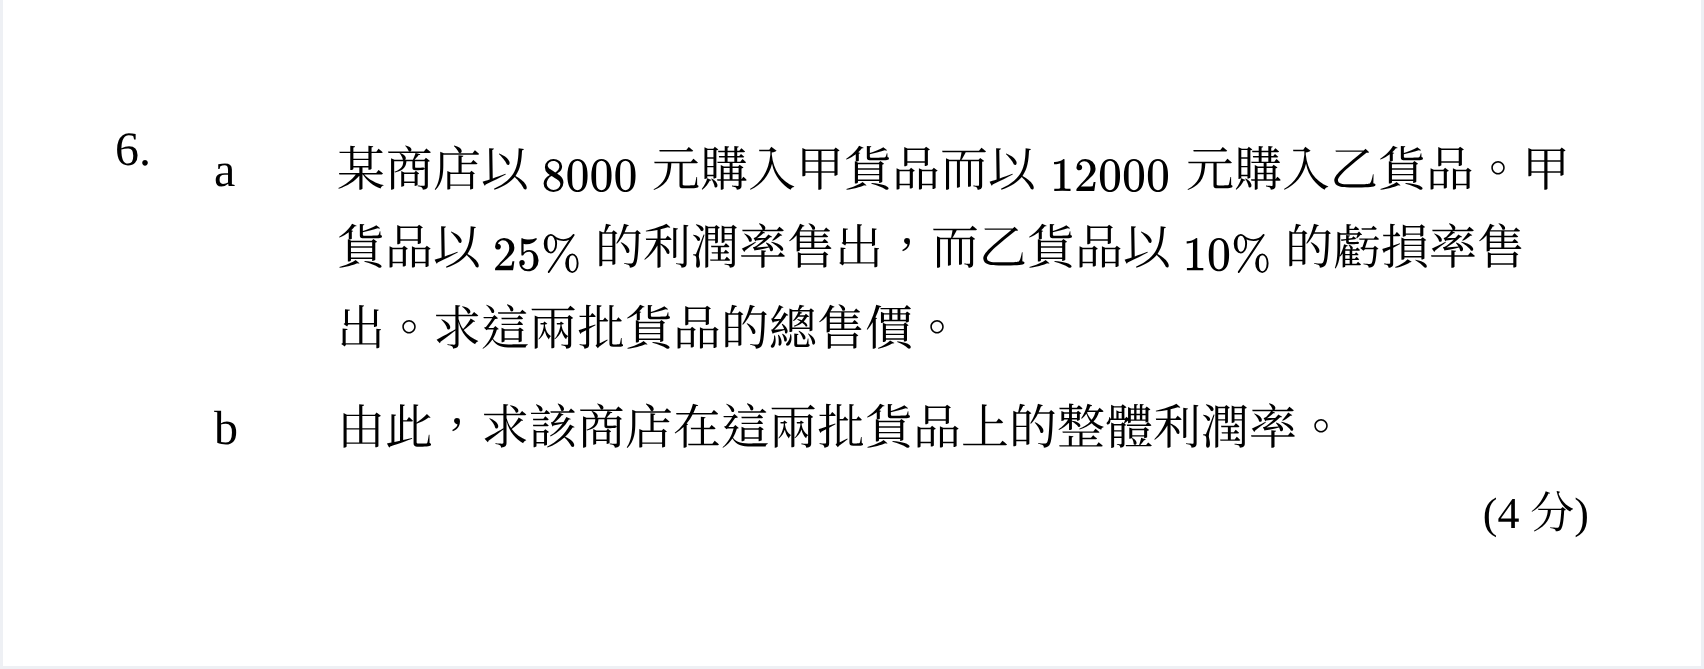 6.
a 某商店以 8000 元購入甲貨品而以 12000 元購入乙貨品。甲
貨品以 25% 的利潤率售出，而乙貨品以 10% 的虧損率售
出。求這兩批貨品的總售價。
b 由此，求該商店在這兩批貨品上的整體利潤率。
(4 分)